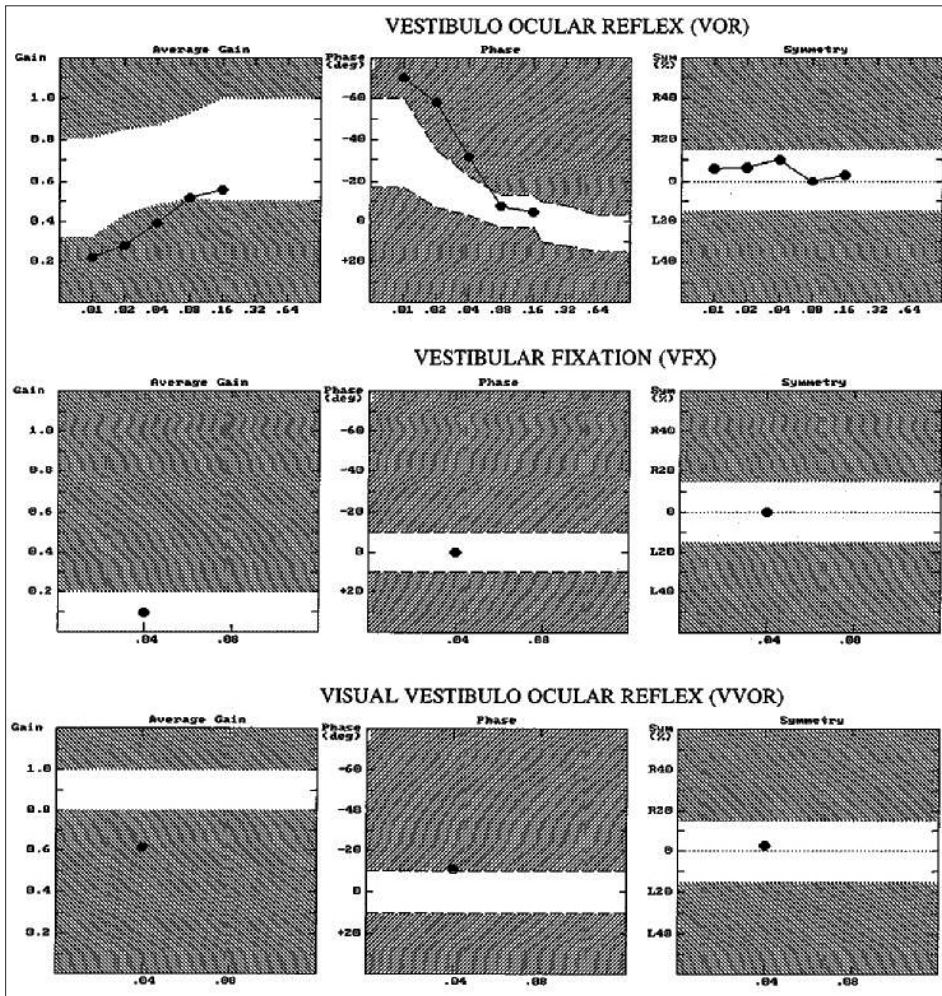 VESTIBULO OCULAR REFLEX (VOR)
Gain Average Gain Phase (deg) Phase Sym (%) Symmetry
1.0 -60 R40
0.8 -40 R20
0.6 -20 0
0.4 0 L20
0.2 +20 L40
.01 .02 .04 .08 .16 .32 .64 .01 .02 .04 .08 .16 .32 .64 .01 .02 .04 .08 .16 .32 .64
VESTIBULAR FIXATION (VFX)
Gain Average Gain Phase (deg) Phase Sym (%) Symmetry
1.0 -60 R40
0.8 -40 R20
0.6 -20 0
0.4 0 L20
0.2 +20 L40
.04 .08 .04 .08 .04 .08
VISUAL VESTIBULO OCULAR REFLEX (VVOR)
Gain Average Gain Phase (deg) Phase Sym (%) Symmetry
1.0 -60 R40
0.8 -40 R20
0.6 -20 0
0.4 0 L20
0.2 +20 L40
.04 .08 .04 .08 .04 .08